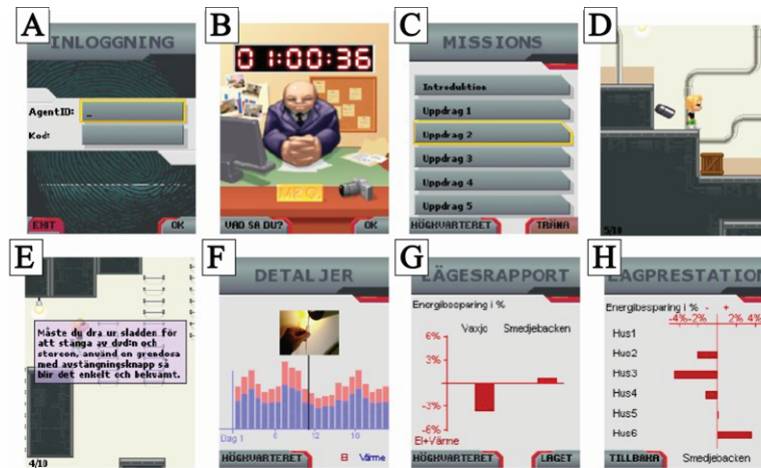 A
INLOGGNING
AgentID: _
Kod:
EXIT
OK
B
01:00:36
MR.Q.
VAD SA DU?
OK
C
MISSIONS
Introduktion
Uppdrag 1
Uppdrag 2
Uppdrag 3
Uppdrag 4
Uppdrag 5
HÖGKVARTERET
TRÄNA
D
5/10
E
Måste du dra ur sladden för
att stänga av dvd:n och
stereon, använd en grendosa
med avstängningsknapp så
blir det enkelt och bekvämt.
4/10
F
DETALJER
Dag 1 6 12 10
HÖGKVARTERET
El Värme
G
LÄGESRAPPORT
Energibesparing i %
Vaxjo Smedjebacken
6%
3%
-3%
-6%
El+Värme
HÖGKVARTERET
LAGET
H
LAGPRESTATION
Energibesparing i % - +
-4% -2% 2% 4%
Hus1
Hus2
Hus3
Hus4
Hus5
Hus6
TILLBAKA
Smedjebacken